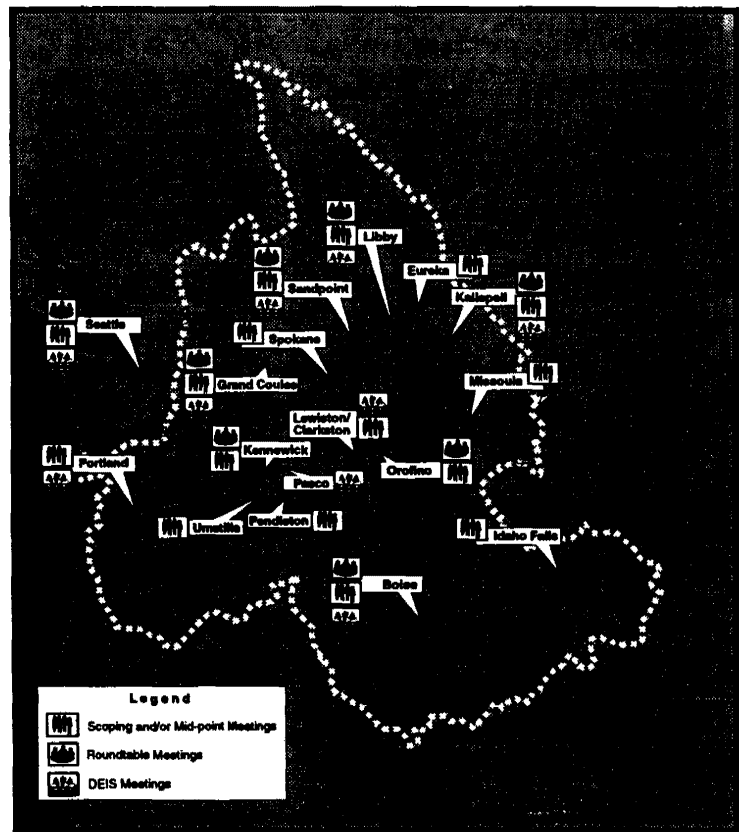 Libby
Eureka
Sandpoint
Kalispell
Seattle
Spokane
Missoula
Grand Coulee
Lewiston/
Clarkston
Kennewick
Portland
Orofino
Pasco
Umatilla
Pendleton
Idaho Falls
Boise
Legend
Scoping and/or Mid-point Meetings
Roundtable Meetings
DEIS Meetings